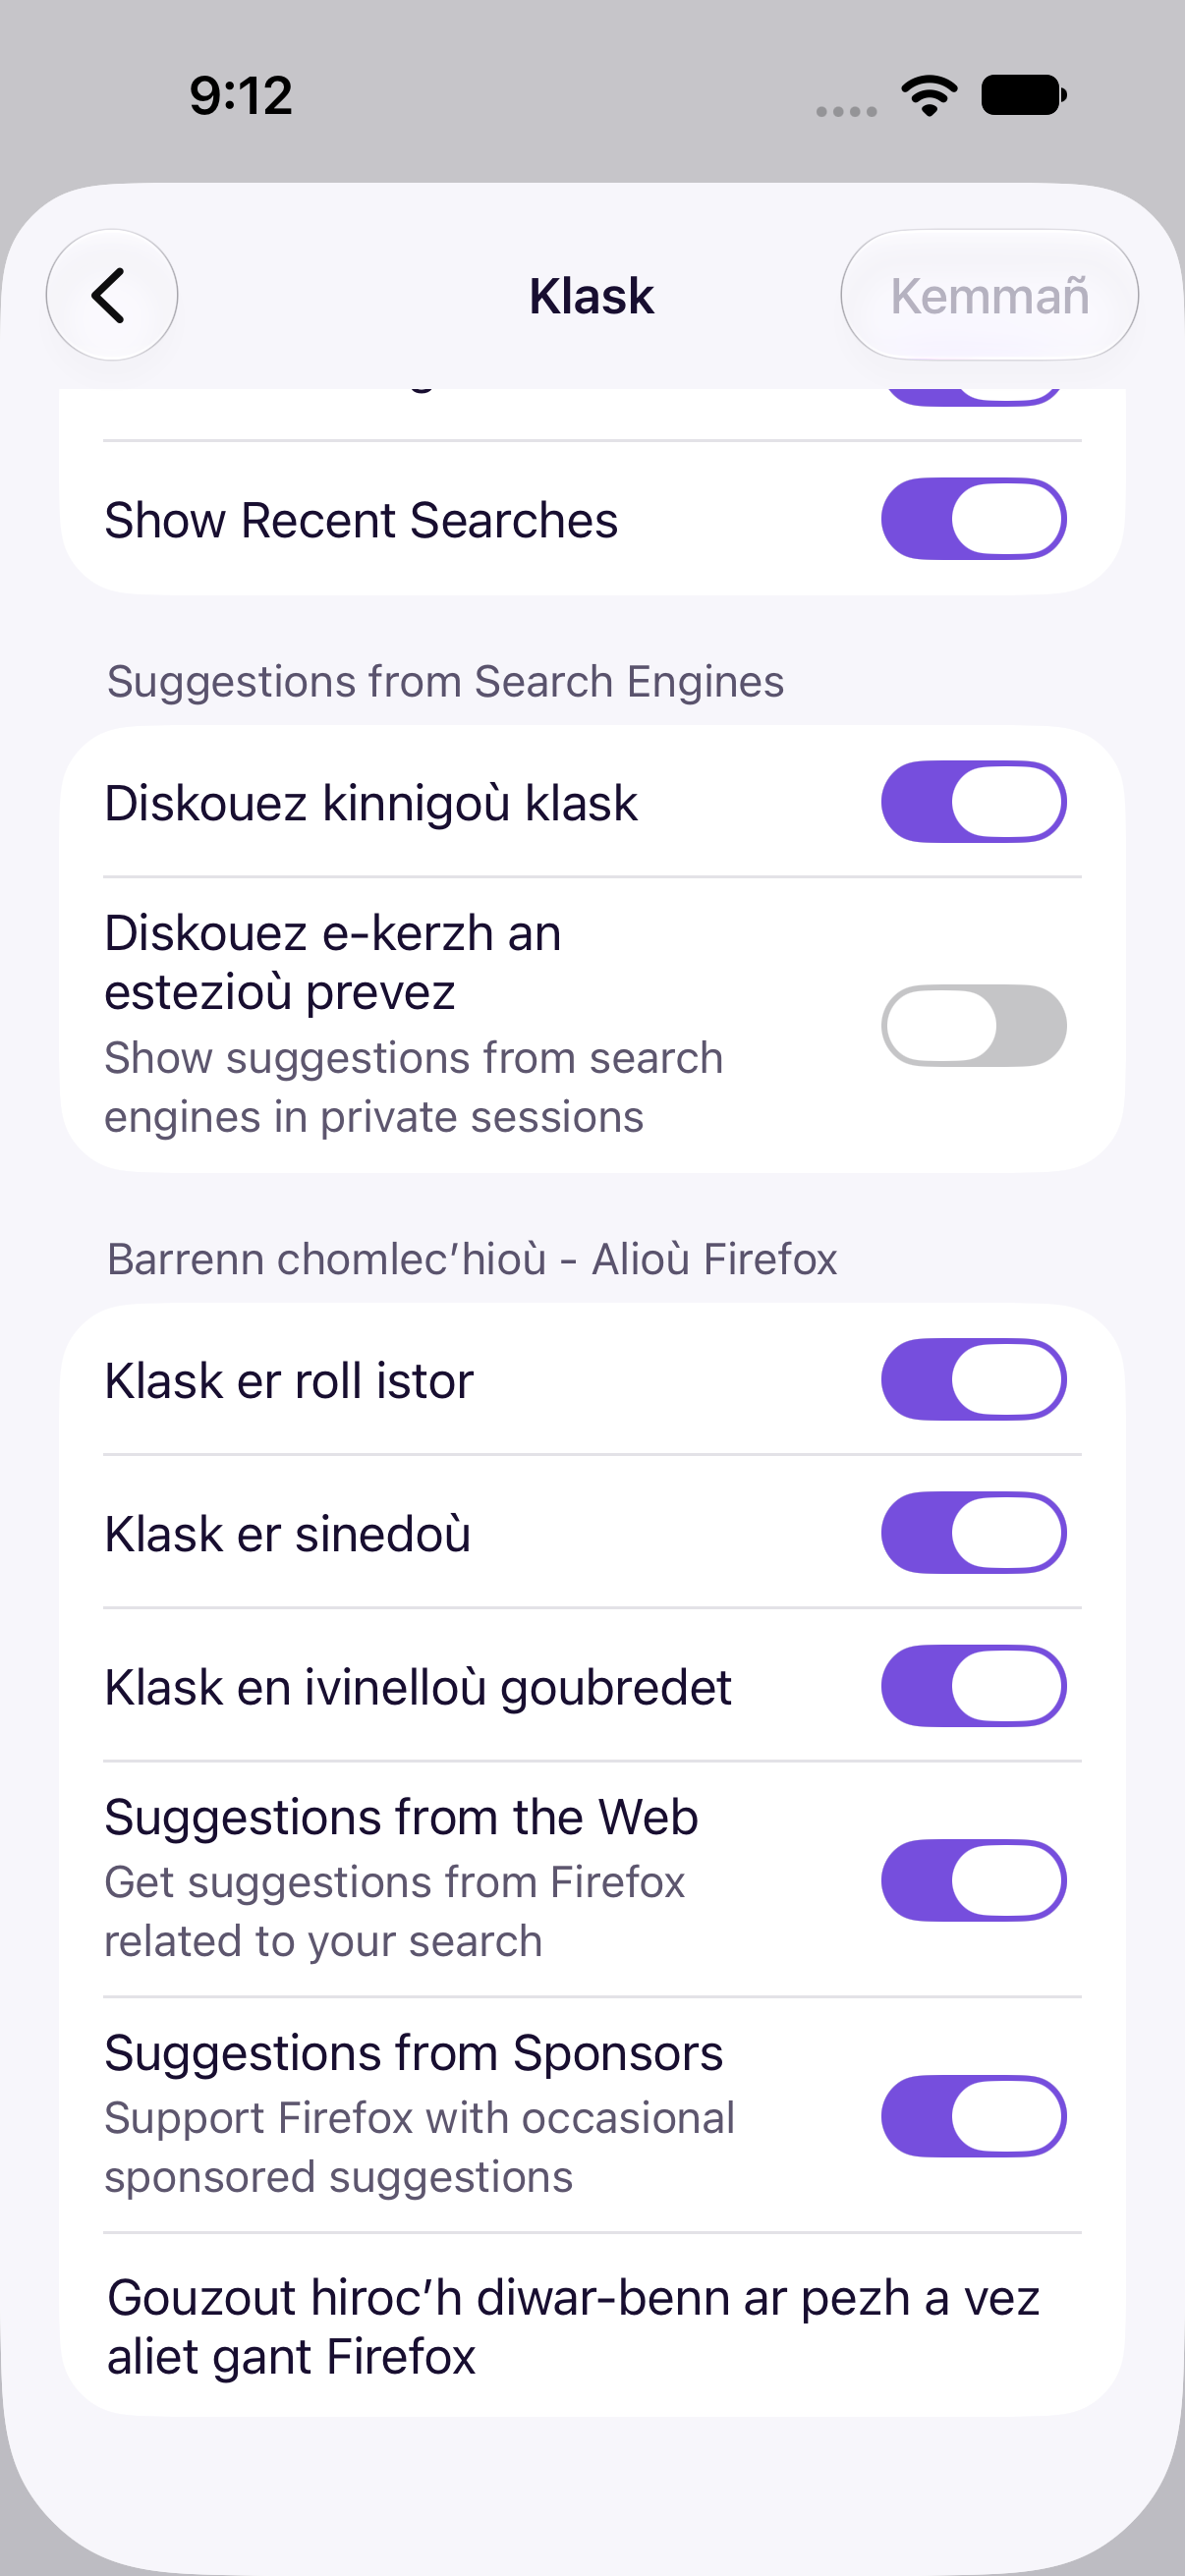 9:12
Klask
Kemmañ
Show Recent Searches
Suggestions from Search Engines
Diskouez kinnigoù klask
Diskouez e-kerzh an
estezioù prevez
Show suggestions from search
engines in private sessions
Barrenn chomlec’hioù - Alioù Firefox
Klask er roll istor
Klask er sinedoù
Klask en ivinelloù goubredet
Suggestions from the Web
Get suggestions from Firefox
related to your search
Suggestions from Sponsors
Support Firefox with occasional
sponsored suggestions
Gouzout hiroc’h diwar-benn ar pezh a vez
aliet gant Firefox